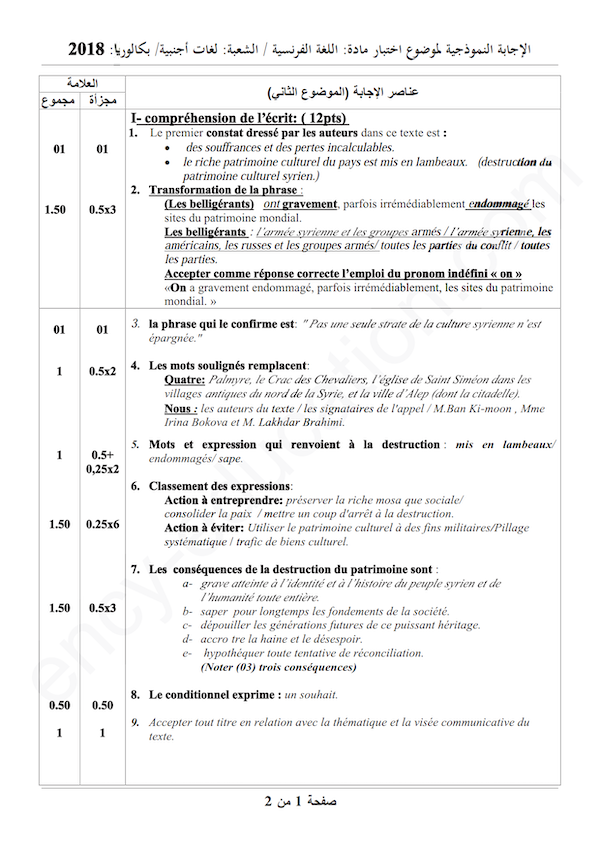 الإجابة النموذجية لموضوع اختبار مادة: اللغة الفرنسية / الشعبة: لغات أجنبية/ بكالوريا: 2018
العلامة
عناصر الإجابة (الموضوع الثاني)
مجموع مجزأة
I- compréhension de l'écrit: ( 12pts)
1. Le premier constat dressé par les auteurs dans ce texte est :
01 01 • des souffrances et des pertes incalculables.
• le riche patrimoine culturel du pays est mis en lambeaux. (destruction du
patrimoine culturel syrien.)
2. Transformation de la phrase :
1.50 0.5x3 (Les belligérants) ont gravement, parfois irrémédiablement endommagé les
sites du patrimoine mondial.
Les belligérants : l'armée syrienne et les groupes armés / l'armée syrienne, les
américains, les russes et les groupes armés/ toutes les parties du conflit / toutes
les parties.
Accepter comme réponse correcte l'emploi du pronom indéfini « on »
«On a gravement endommagé, parfois irrémédiablement, les sites du patrimoine
mondial. »
01 01 3. la phrase qui le confirme est: " Pas une seule strate de la culture syrienne n'est
épargnée."
1 0.5x2 4. Les mots soulignés remplacent:
Quatre: Palmyre, le Crac des Chevaliers, l'église de Saint Siméon dans les
villages antiques du nord de la Syrie, et la ville d'Alep (dont la citadelle).
Nous : les auteurs du texte / les signataires de l'appel / M.Ban Ki-moon , Mme
Irina Bokova et M. Lakhdar Brahimi.
1 0.5+ 5. Mots et expression qui renvoient à la destruction : mis en lambeaux/
0,25x2 endommagés/ sape.
6. Classement des expressions:
Action à entreprendre: préserver la riche mosa que sociale/
consolider la paix / mettre un coup d'arrêt à la destruction.
1.50 0.25x6 Action à éviter: Utiliser le patrimoine culturel à des fins militaires/Pillage
systématique / trafic de biens culturel.
7. Les conséquences de la destruction du patrimoine sont :
a- grave atteinte à l'identité et à l'histoire du peuple syrien et de
l'humanité toute entière.
1.50 0.5x3 b- saper pour longtemps les fondements de la société.
c- dépouiller les générations futures de ce puissant héritage.
d- accro tre la haine et le désespoir.
e- hypothéquer toute tentative de réconciliation.
(Noter (03) trois conséquences)
0.50 0.50 8. Le conditionnel exprime : un souhait.
1 1 9. Accepter tout titre en relation avec la thématique et la visée communicative du
texte.
صفحة 1 من 2
ency-education.com